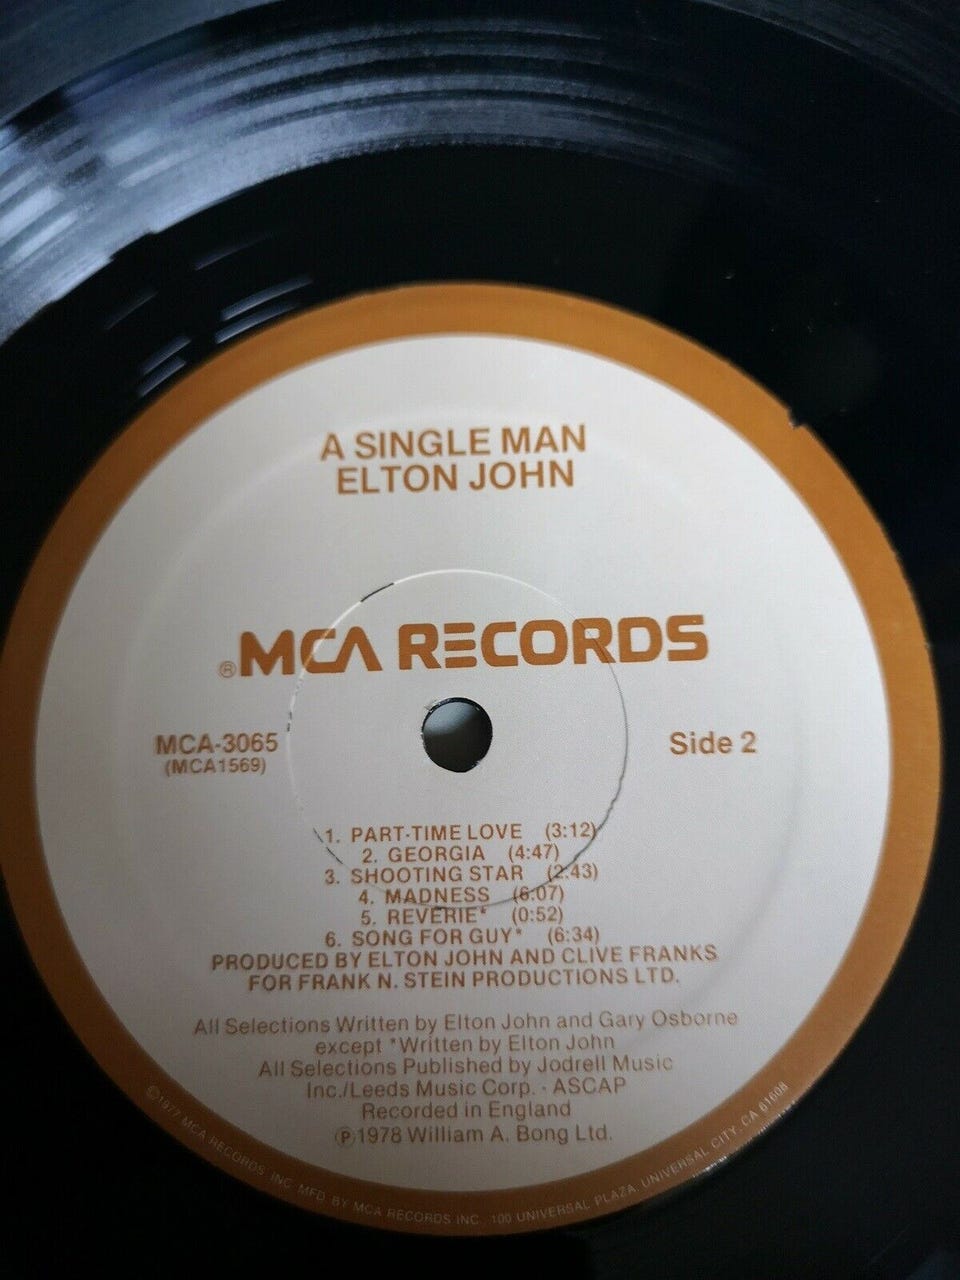 A SINGLE MAN
ELTON JOHN
®MCA RECORDS
MCA-3065
(MCA1569)
Side 2
1. PART-TIME LOVE (3:12)
2. GEORGIA (4:47)
3. SHOOTING STAR (2:43)
4. MADNESS (6:07)
5. REVERIE* (0:52)
6. SONG FOR GUY* (6:34)
PRODUCED BY ELTON JOHN AND CLIVE FRANKS
FOR FRANK N. STEIN PRODUCTIONS LTD.
All Selections Written by Elton John and Gary Osborne
except *Written by Elton John
All Selections Published by Jodrell Music
Inc./Leeds Music Corp. - ASCAP
Recorded in England
℗1978 William A. Bong Ltd.
©1977 MCA RECORDS, INC. MFD. BY MCA RECORDS INC., 100 UNIVERSAL PLAZA, UNIVERSAL CITY, CA 61608